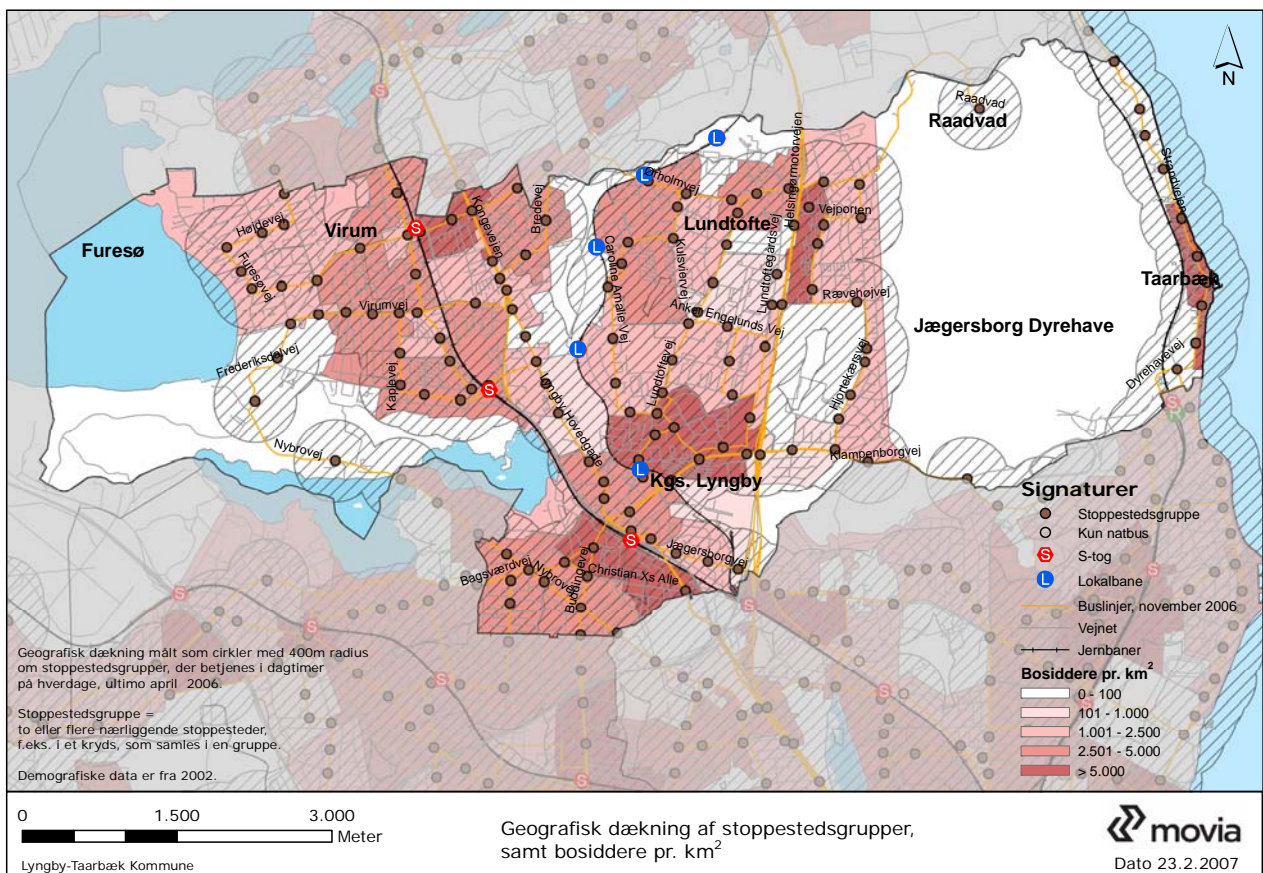 N
Raadvad
Raadvad
Ørholmvej
Helsingørmotorvejen
Strandvejen
Kongevejen
Bredevej
Højdevej
Virum
Lundtofte
Vejporten
Furesø
Kulsviervej
Lundtoftegårdsvej
Furesøvej
Caroline Amalie Vej
Taarbæk
Rævehøjvej
Virumvej
Anker Engelunds Vej
Jægersborg Dyrehave
Frederiksdalvej
Kaplevej
Lyngby Hovedgade
Lundtoftevej
Hjortekærsvej
Dyrehavevej
Nybrovej
Klampenborgvej
Kgs. Lyngby
Jægersborgvej
Bagsværdvej
Nybrovej
Buddingevej
Christian Xs Alle
Signaturer
Stoppestedsgruppe
Kun natbus
S S-tog
L Lokalbane
Buslinjer, november 2006
Vejnet
Jernbaner
Bosiddere pr. km²
0 - 100
101 - 1.000
1.001 - 2.500
2.501 - 5.000
> 5.000
Geografisk dækning målt som cirkler med 400m radius
om stoppestedsgrupper, der betjenes i dagtimer
på hverdage, ultimo april 2006.
Stoppestedsgruppe =
to eller flere nærliggende stoppesteder,
f.eks. i et kryds, som samles i en gruppe.
Demografiske data er fra 2002.
0 1.500 3.000
Meter
Lyngby-Taarbæk Kommune
Geografisk dækning af stoppestedsgrupper,
samt bosiddere pr. km²
movia
Dato 23.2.2007